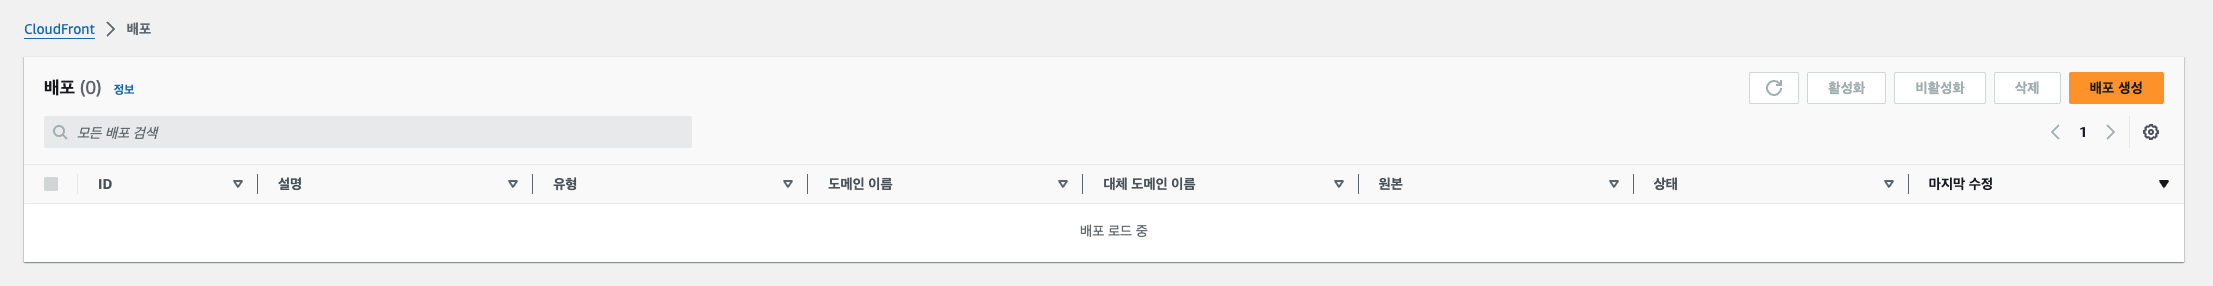 CloudFront > 배포
배포 (0) 정보
활성화 비활성화 삭제 배포 생성
모든 배포 검색
1
ID 설명 유형 도메인 이름 대체 도메인 이름 원본 상태 마지막 수정
배포 로드 중